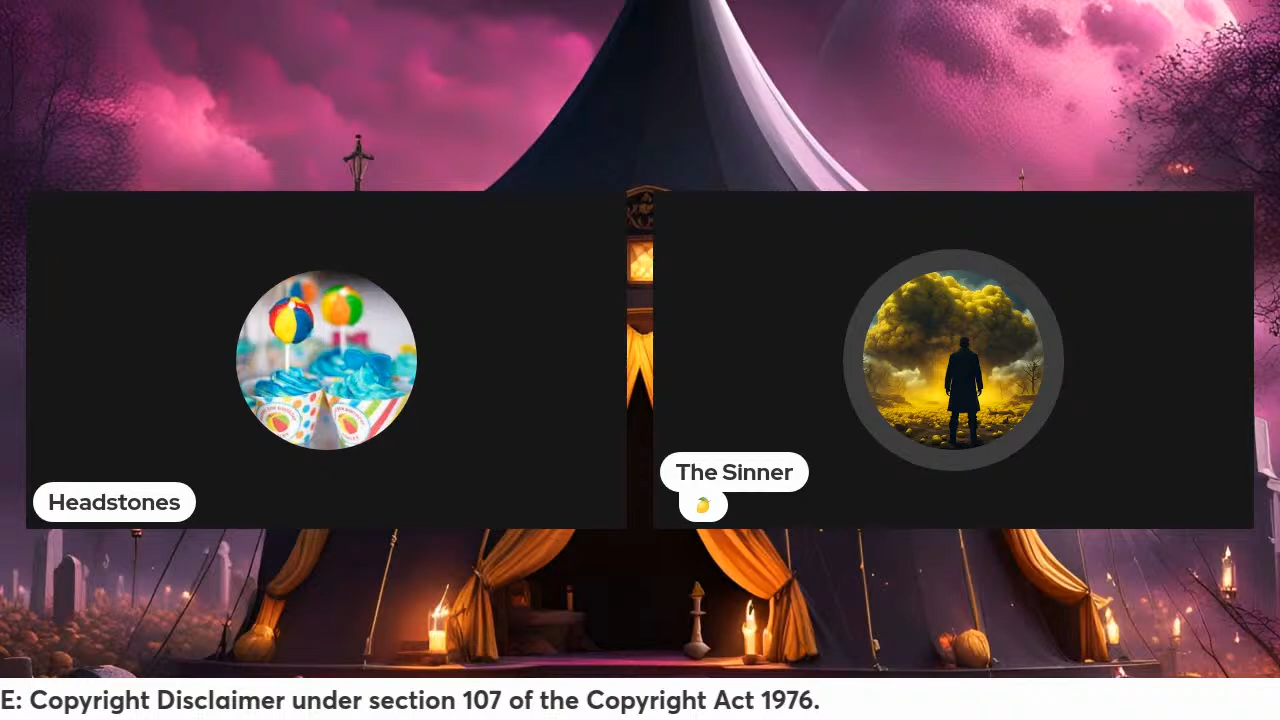 Headstones
The Sinner
🍋
E: Copyright Disclaimer under section 107 of the Copyright Act 1976.